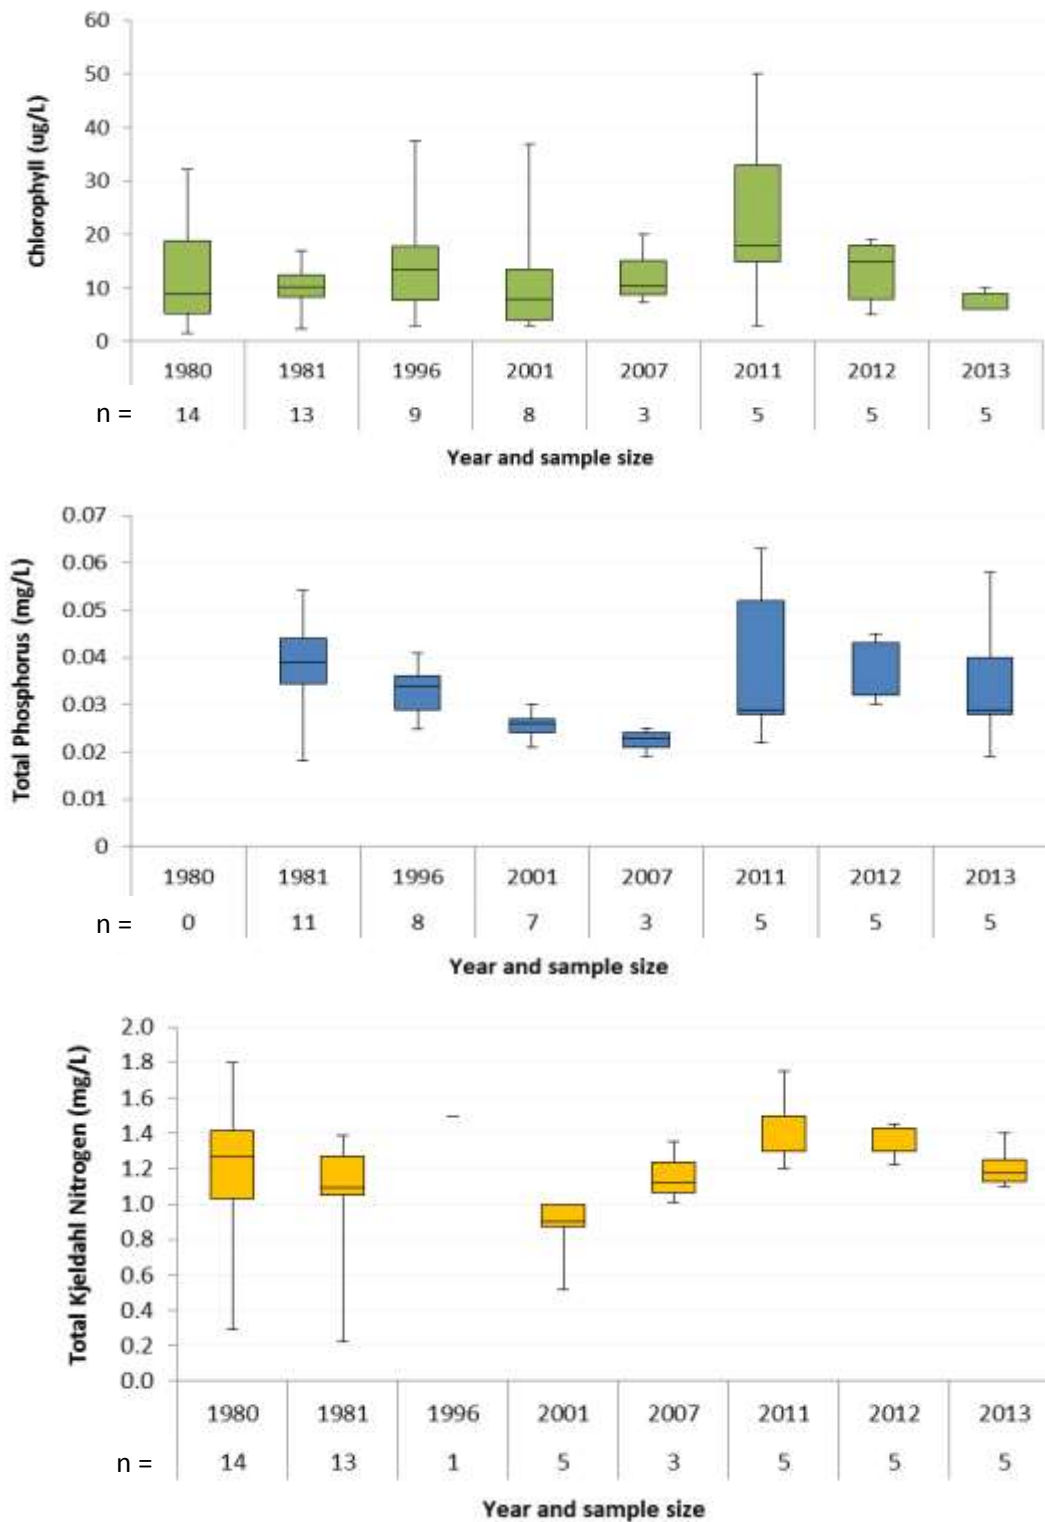 Chlorophyll (ug/L)
60
50
40
30
20
10
0
1980 1981 1996 2001 2007 2011 2012 2013
n = 14 13 9 8 3 5 5 5
Year and sample size
Total Phosphorus (mg/L)
0.07
0.06
0.05
0.04
0.03
0.02
0.01
0
1980 1981 1996 2001 2007 2011 2012 2013
n = 0 11 8 7 3 5 5 5
Year and sample size
Total Kjeldahl Nitrogen (mg/L)
2.0
1.8
1.6
1.4
1.2
1.0
0.8
0.6
0.4
0.2
0.0
1980 1981 1996 2001 2007 2011 2012 2013
n = 14 13 1 5 3 5 5 5
Year and sample size